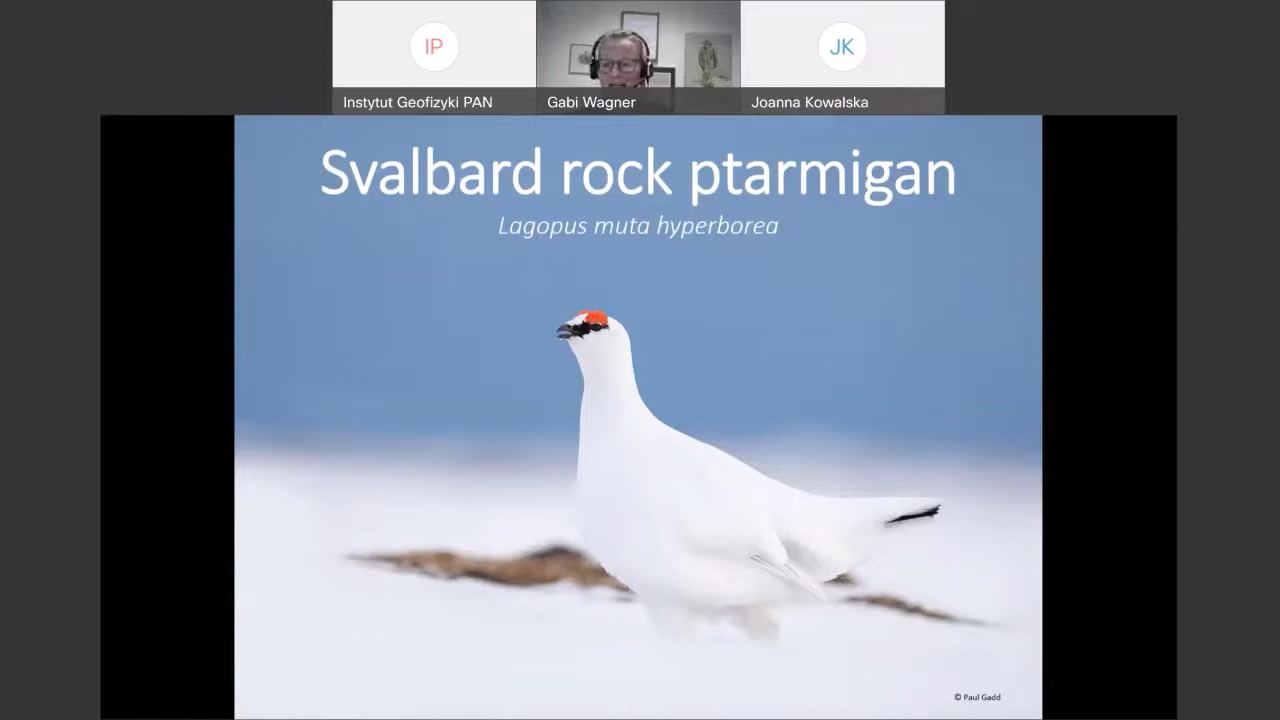 IP
JK
Instytut Geofizyki PAN
Gabi Wagner
Joanna Kowalska
Svalbard rock ptarmigan
Lagopus muta hyperborea
© Paul Gadd